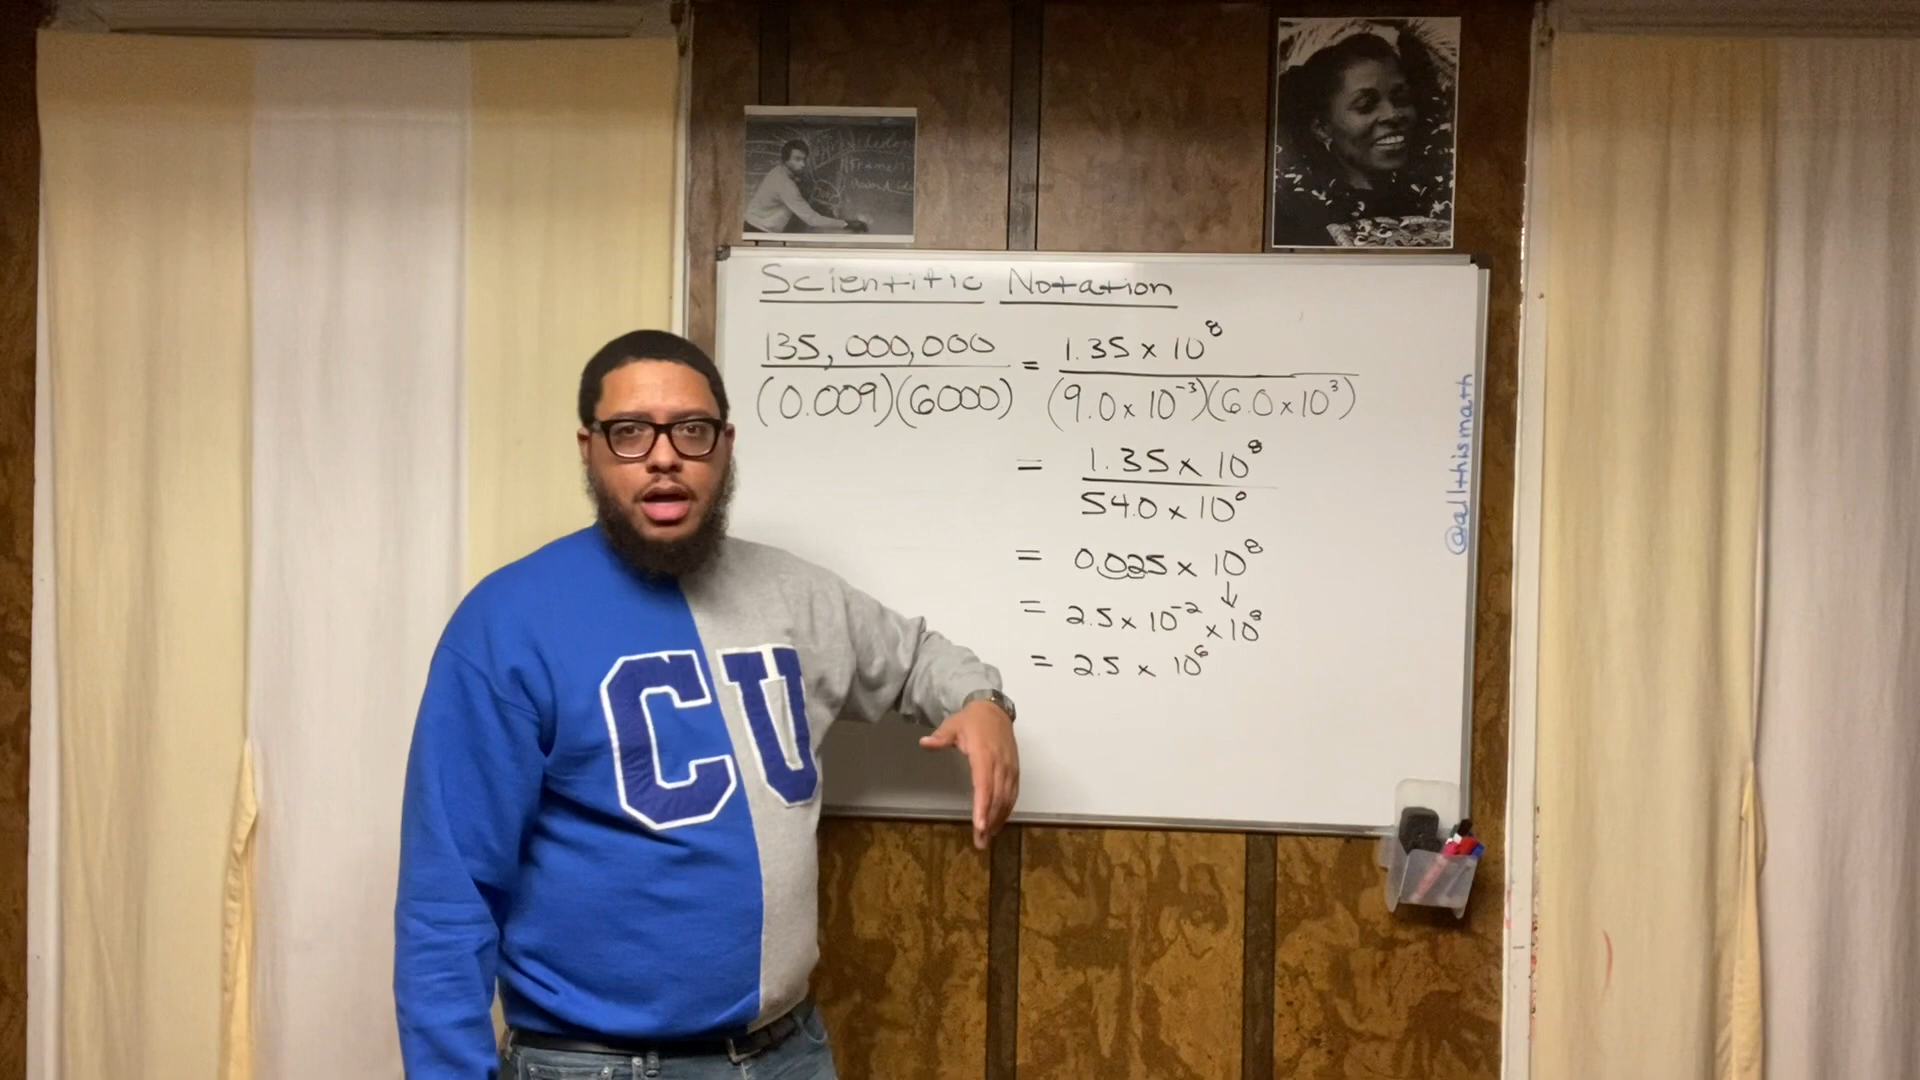 Scientific Notation
135,000,000 / (0.009)(6000) = 1.35 x 10⁸ / (9.0 x 10⁻³)(6.0 x 10³)
= 1.35 x 10⁸ / 54.0 x 10⁰
= 0.025 x 10⁸
↓
= 2.5 x 10⁻² x 10⁸
= 2.5 x 10⁶
@allthismath
CU